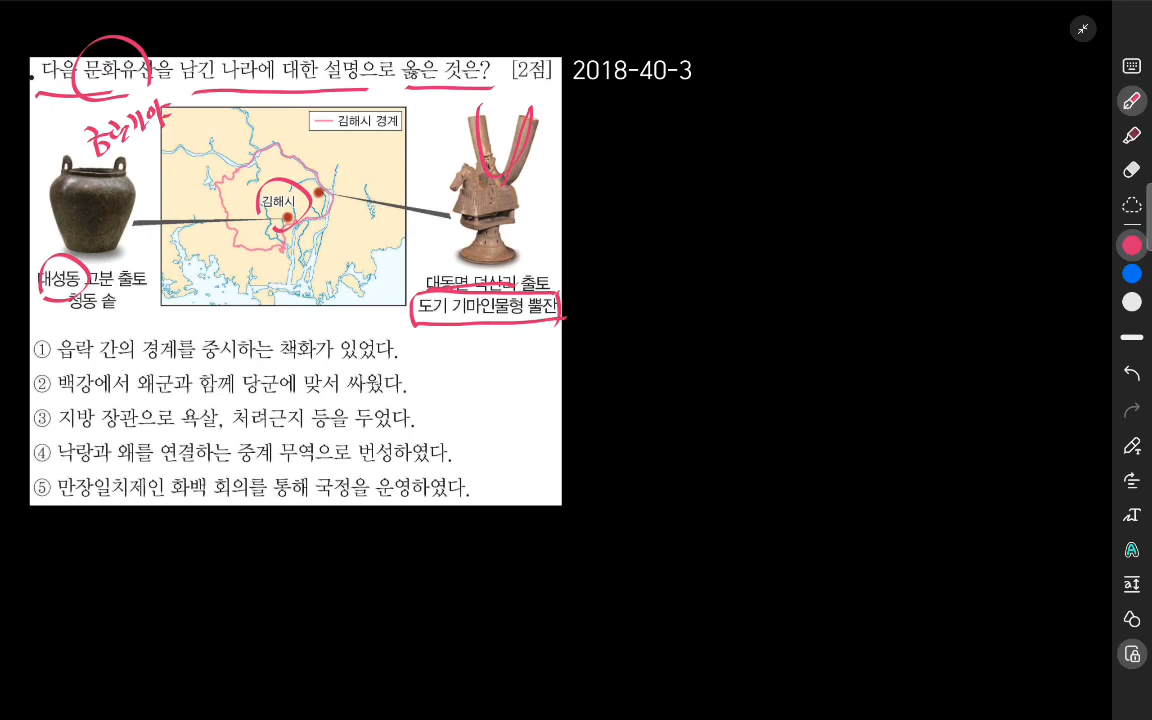 . 다음 문화유산을 남긴 나라에 대한 설명으로 옳은 것은? [2점]
2018-40-3
금관가야
김해시 경계
김해시
대성동 고분 출토
청동 솥
대동면 덕산리 출토
도기 기마인물형 뿔잔
① 읍락 간의 경계를 중시하는 책화가 있었다.
② 백강에서 왜군과 함께 당군에 맞서 싸웠다.
③ 지방 장관으로 욕살, 처려근지 등을 두었다.
④ 낙랑과 왜를 연결하는 중계 무역으로 번성하였다.
⑤ 만장일치제인 화백 회의를 통해 국정을 운영하였다.